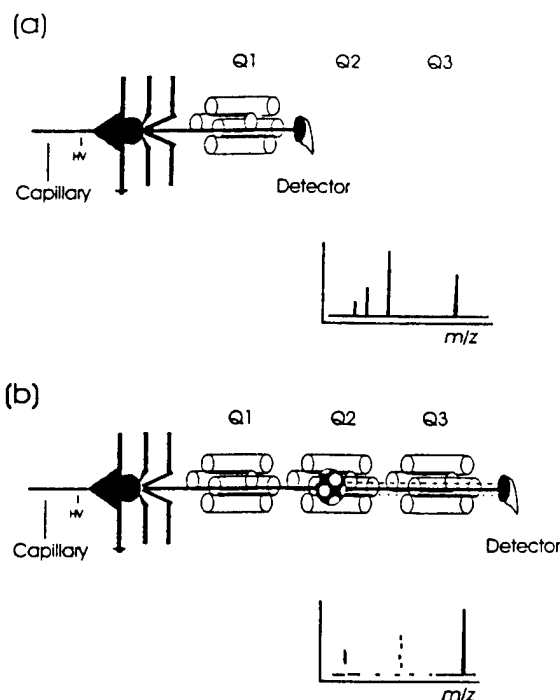 (a)
Q1 Q2 Q3
HV
Capillary
Detector
m/z
(b)
Q1 Q2 Q3
HV
Capillary
Detector
m/z